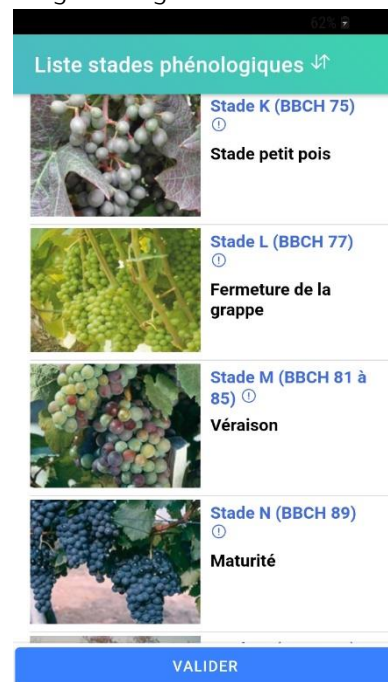 62%
Liste stades phénologiques
Stade K (BBCH 75)
Stade petit pois
Stade L (BBCH 77)
Fermeture de la
grappe
Stade M (BBCH 81 à
85)
Véraison
Stade N (BBCH 89)
Maturité
VALIDER